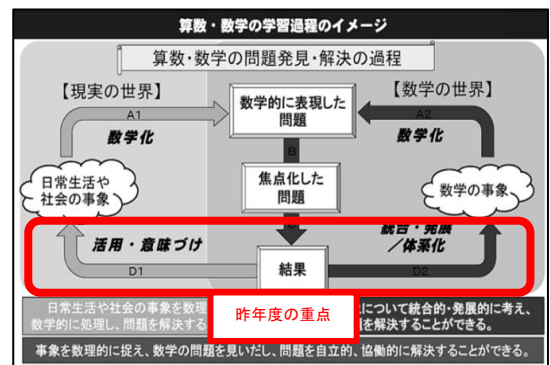 算数・数学の学習過程のイメージ
算数・数学の問題発見・解決の過程
【現実の世界】
【数学の世界】
A1
数学的に表現した
問題
A2
数学化
数学化
B
日常生活や
社会の事象
焦点化した
問題
数学の事象
C
活用・意味づけ
統合・発展
/体系化
D1
結果
D2
日常生活や社会の事象を数理
について統合的・発展的に考え、
数学的に処理し、問題を解決する
題を解決することができる。
昨年度の重点
事象を数理的に捉え、数学の問題を見いだし、問題を自立的、協働的に解決することができる。